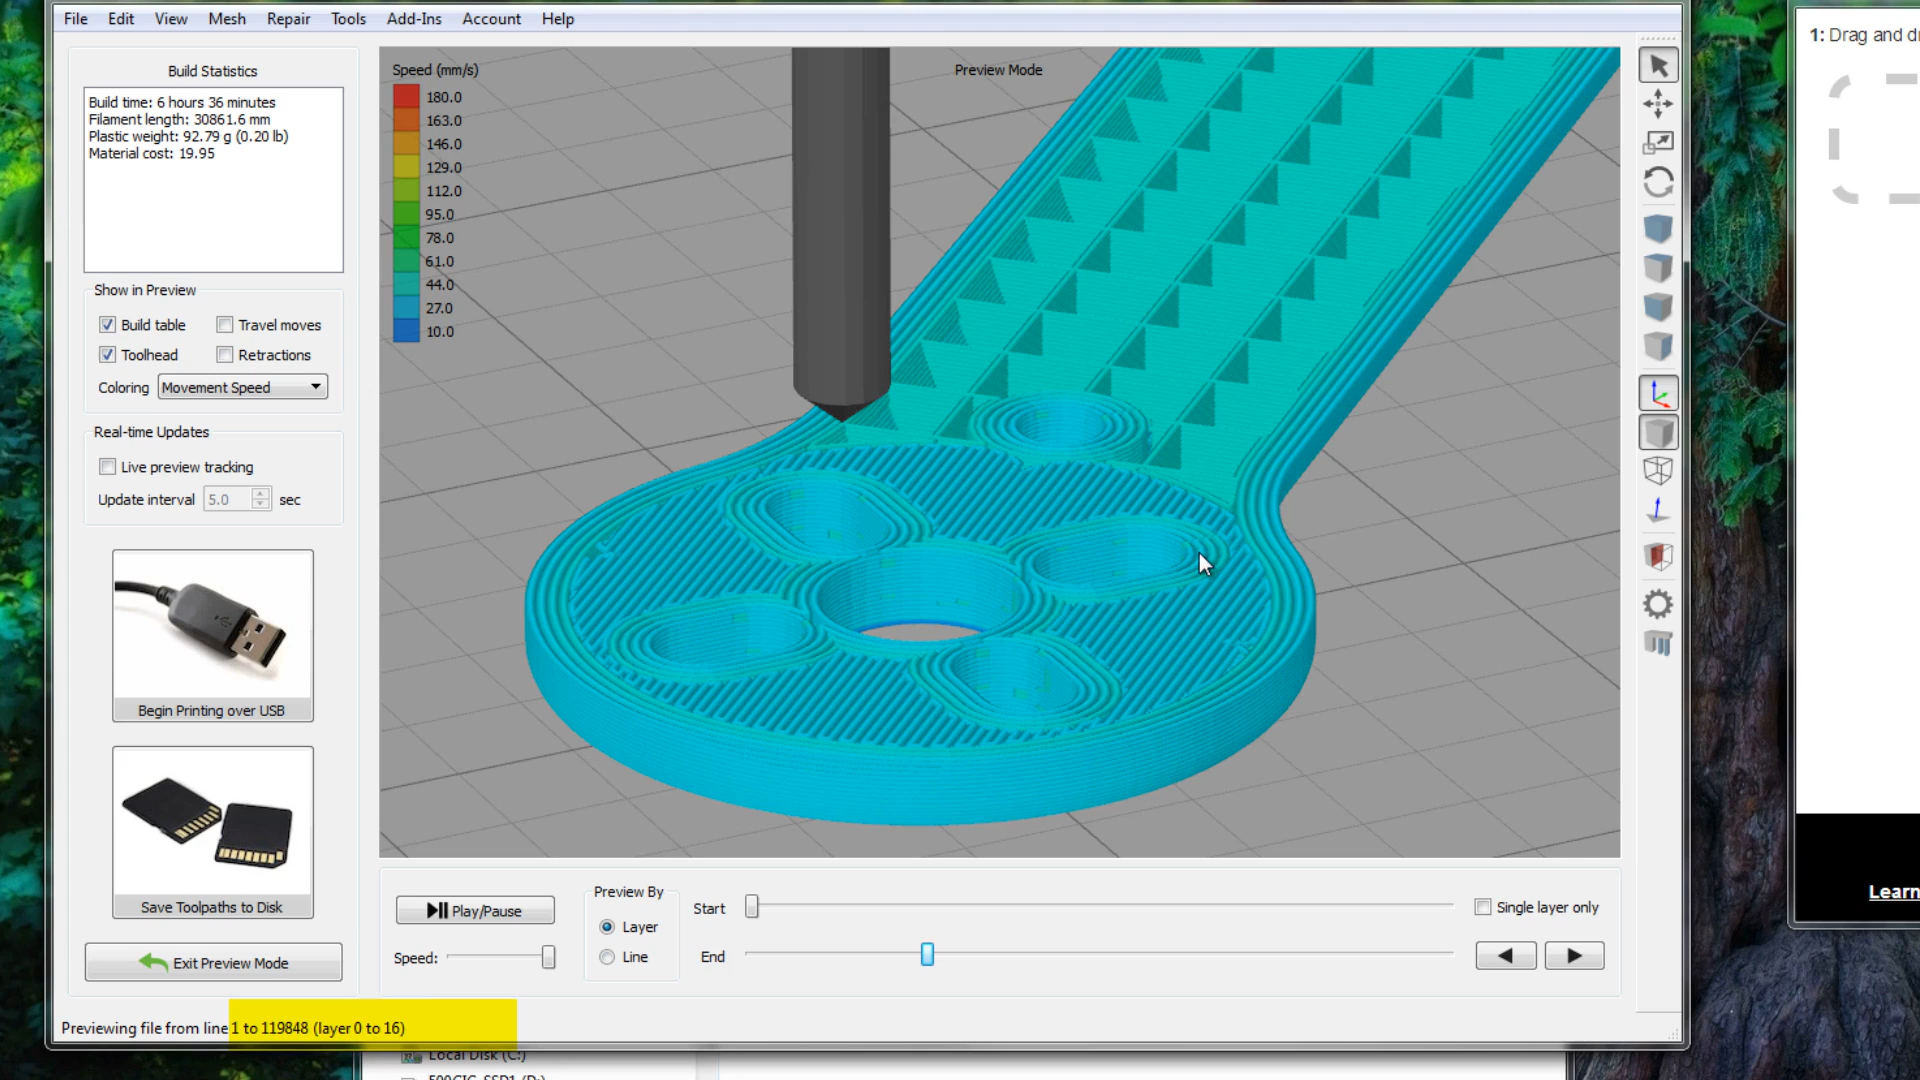 File Edit View Mesh Repair Tools Add-Ins Account Help
Build Statistics
Build time: 6 hours 36 minutes
Filament length: 30861.6 mm
Plastic weight: 92.79 g (0.20 lb)
Material cost: 19.95
Show in Preview
Build table Travel moves
Toolhead Retractions
Coloring Movement Speed
Real-time Updates
Live preview tracking
Update interval 5.0 sec
Begin Printing over USB
Save Toolpaths to Disk
Exit Preview Mode
Speed (mm/s)
180.0
163.0
146.0
129.0
112.0
95.0
78.0
61.0
44.0
27.0
10.0
Preview Mode
Play/Pause
Speed:
Preview By
Layer
Line
Start
End
Single layer only
Previewing file from line 1 to 119848 (layer 0 to 16)
Local Disk (C:)
1: Drag and
Learn